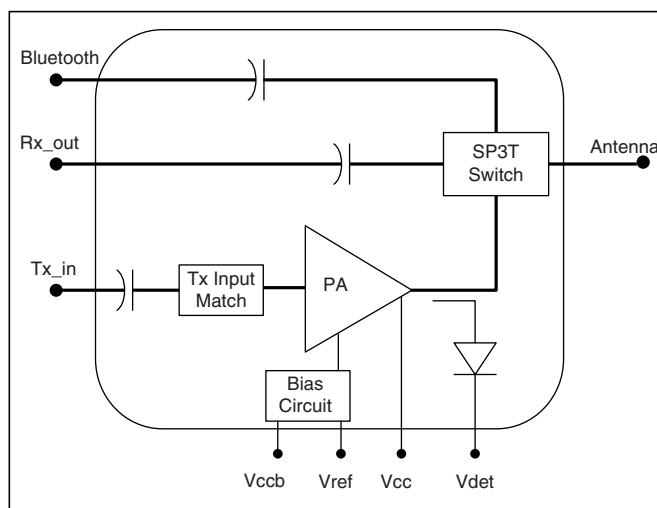 Bluetooth
Rx_out
SP3T
Switch
Antenna
Tx_in
Tx Input
Match
PA
Bias
Circuit
Vccb
Vref
Vcc
Vdet